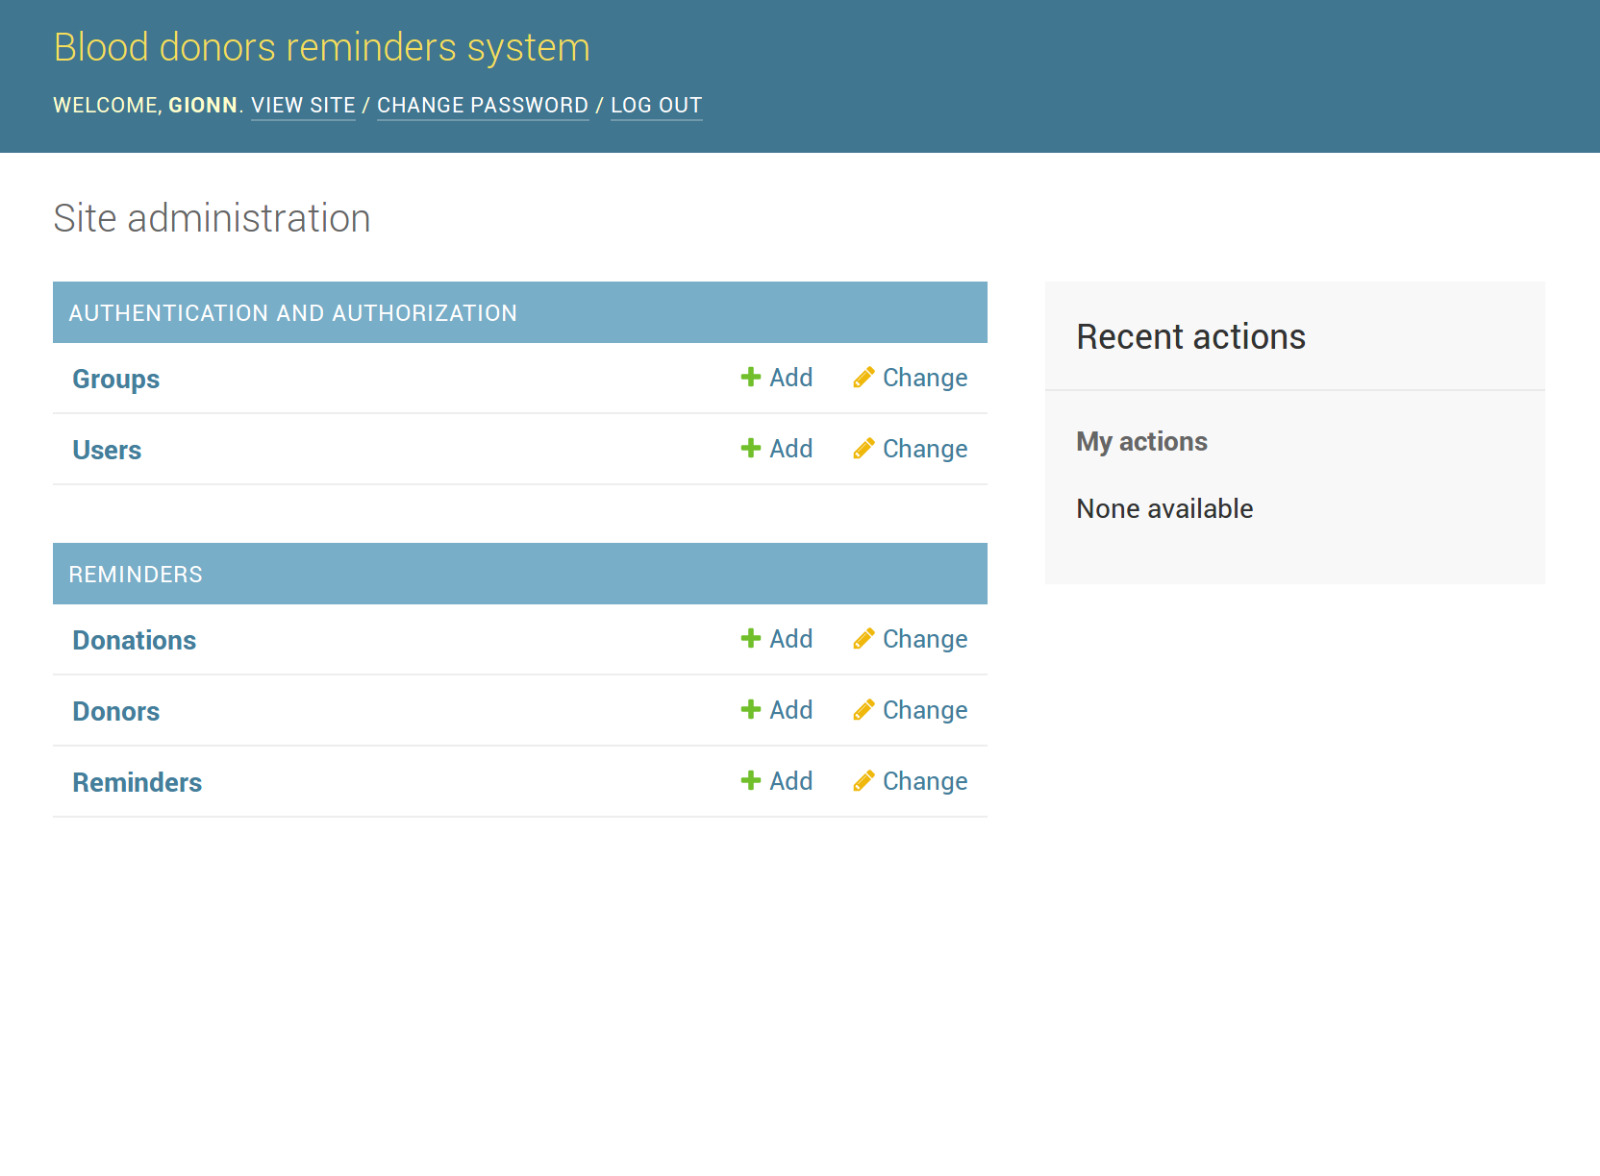 Blood donors reminders system
WELCOME, GIONN. VIEW SITE / CHANGE PASSWORD / LOG OUT
Site administration
AUTHENTICATION AND AUTHORIZATION
Groups Add Change
Users Add Change
REMINDERS
Donations Add Change
Donors Add Change
Reminders Add Change
Recent actions
My actions
None available